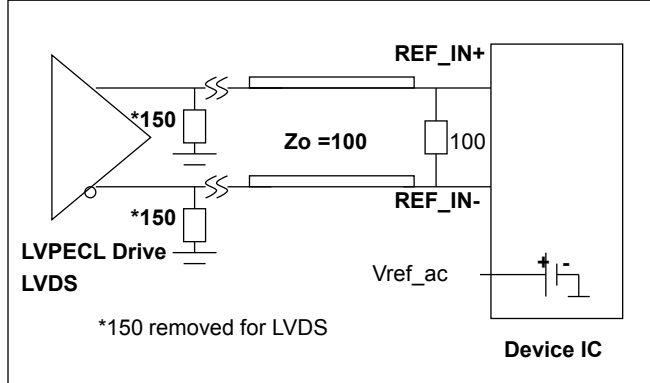 REF_IN+
*150
Zo =100
100
*150
REF_IN-
LVPECL Drive
LVDS
Vref_ac
+ -
*150 removed for LVDS
Device IC